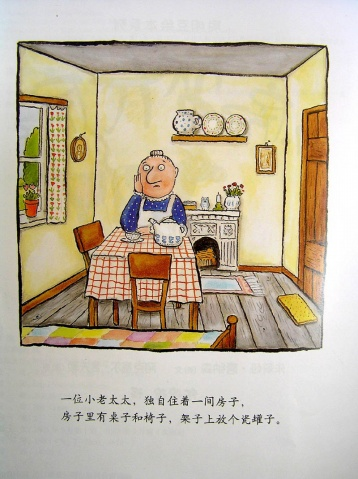 一位小老太太，独自住着一间房子，
房子里有桌子和椅子，架子上放个瓷罐子。